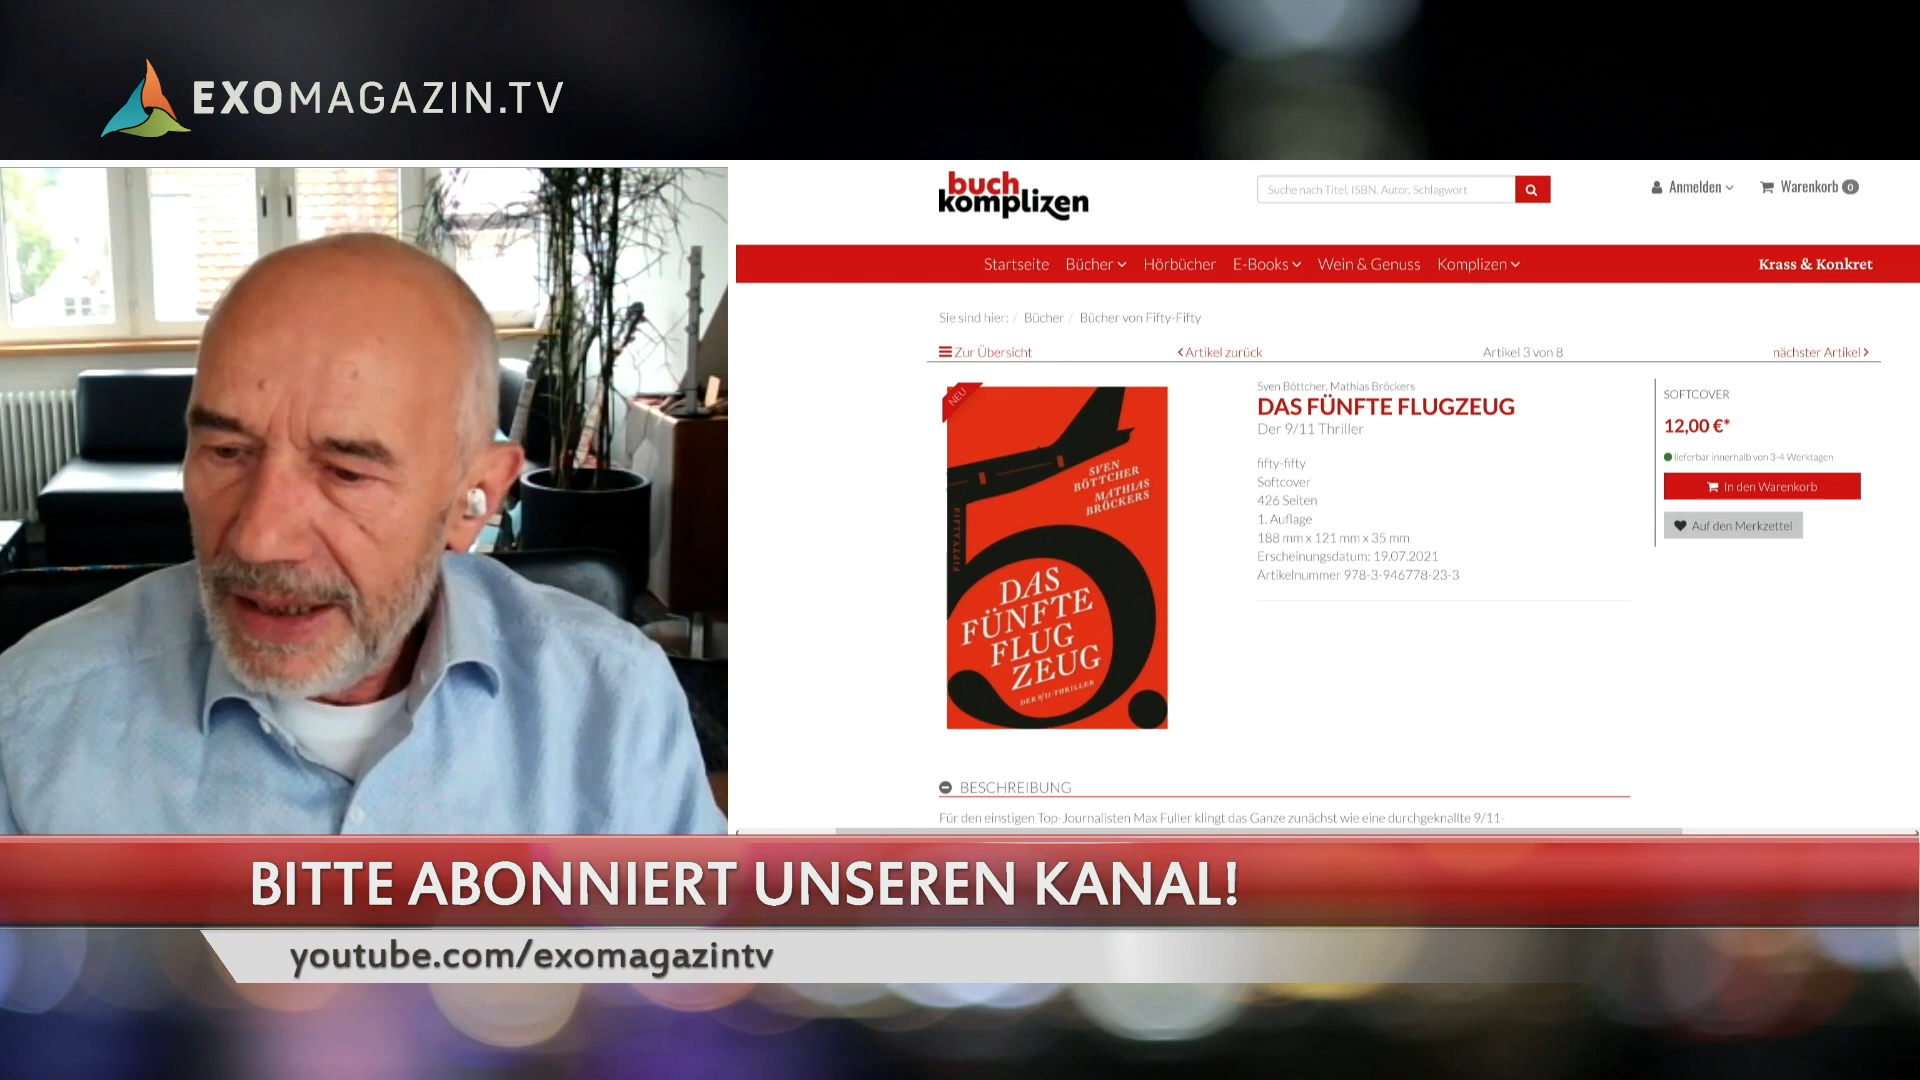 EXOMAGAZIN.TV
buch
komplizen
Suche nach Titel, ISBN, Autor, Schlagwort
Anmelden
Warenkorb 0
Startseite Bücher Hörbücher E-Books Wein & Genuss Komplizen Krass & Konkret
Sie sind hier: / Bücher / Bücher von Fifty-Fifty
Zur Übersicht Artikel zurück Artikel 3 von 8 nächster Artikel
NEU
SVEN
BÖTTCHER
MATHIAS
BRÖCKERS
FIFTYFIFTY
DAS
FÜNFTE
FLUG
ZEUG
DER 9/11-THRILLER
Sven Böttcher, Mathias Bröckers
DAS FÜNFTE FLUGZEUG
Der 9/11 Thriller
fifty-fifty
Softcover
426 Seiten
1. Auflage
188 mm x 121 mm x 35 mm
Erscheinungsdatum: 19.07.2021
Artikelnummer 978-3-946778-23-3
SOFTCOVER
12,00 €*
lieferbar innerhalb von 3-4 Werktagen
In den Warenkorb
Auf den Merkzettel
BESCHREIBUNG
Für den einstigen Top-Journalisten Max Fuller klingt das Ganze zunächst wie eine durchgeknallte 9/11-
BITTE ABONNIERT UNSEREN KANAL!
youtube.com/exomagazintv